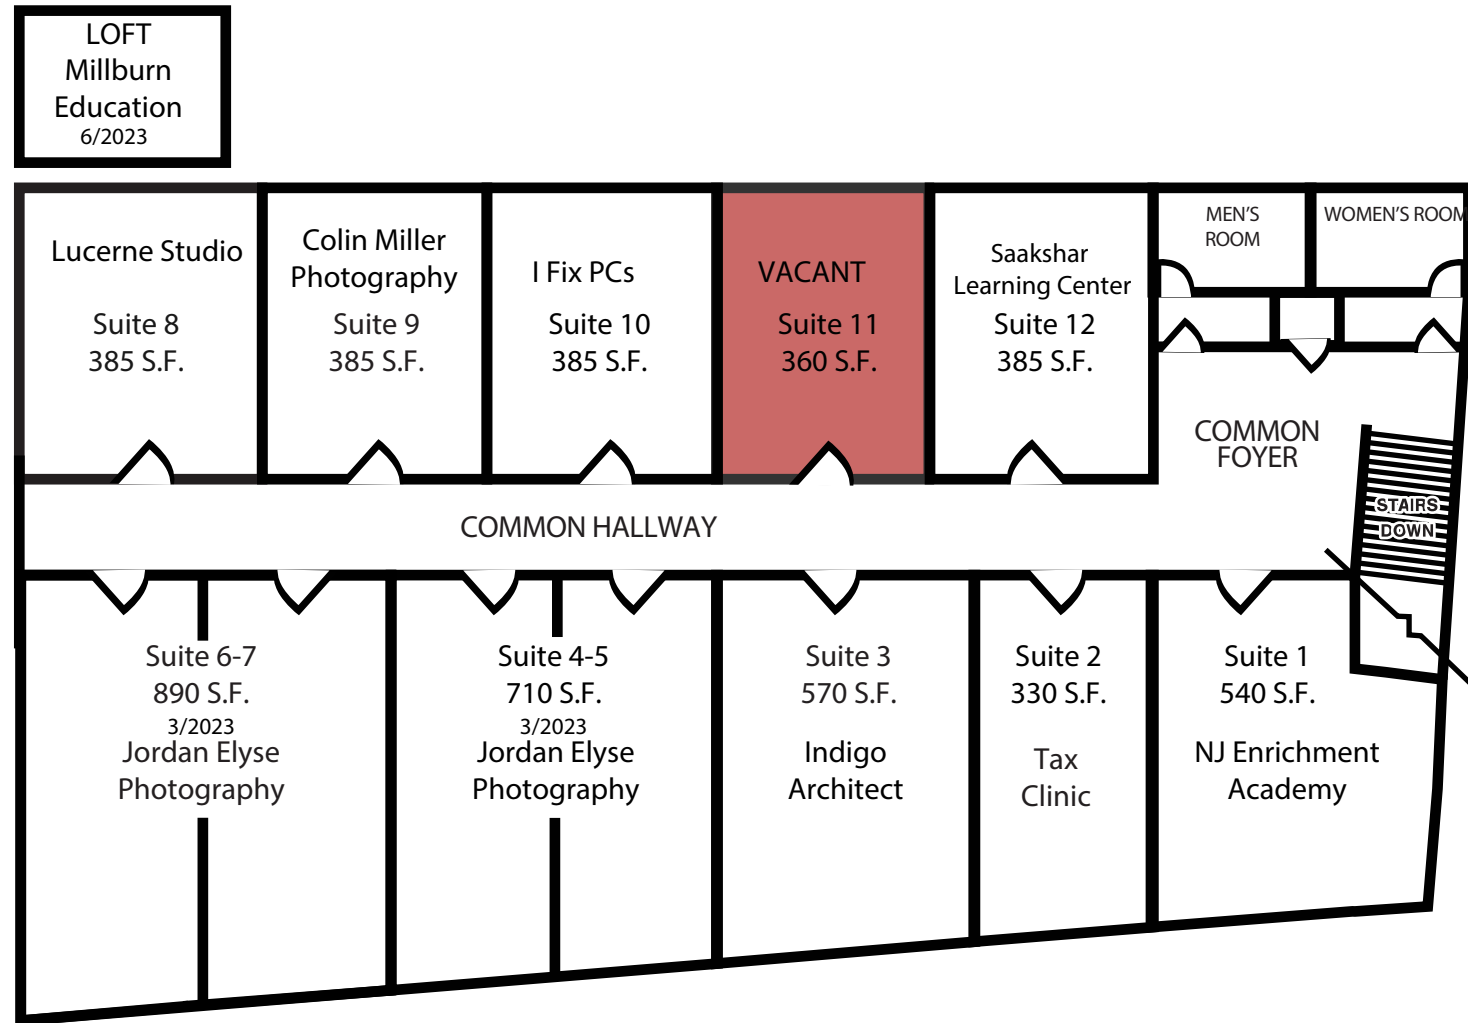 LOFT
Millburn
Education
6/2023
Lucerne Studio
Suite 8
385 S.F.
Colin Miller
Photography
Suite 9
385 S.F.
I Fix PCs
Suite 10
385 S.F.
VACANT
Suite 11
360 S.F.
Saakshar
Learning Center
Suite 12
385 S.F.
MEN'S
ROOM
WOMEN'S ROOM
COMMON
FOYER
STAIRS
DOWN
COMMON HALLWAY
Suite 6-7
890 S.F.
3/2023
Jordan Elyse
Photography
Suite 4-5
710 S.F.
3/2023
Jordan Elyse
Photography
Suite 3
570 S.F.
Indigo
Architect
Suite 2
330 S.F.
Tax
Clinic
Suite 1
540 S.F.
NJ Enrichment
Academy